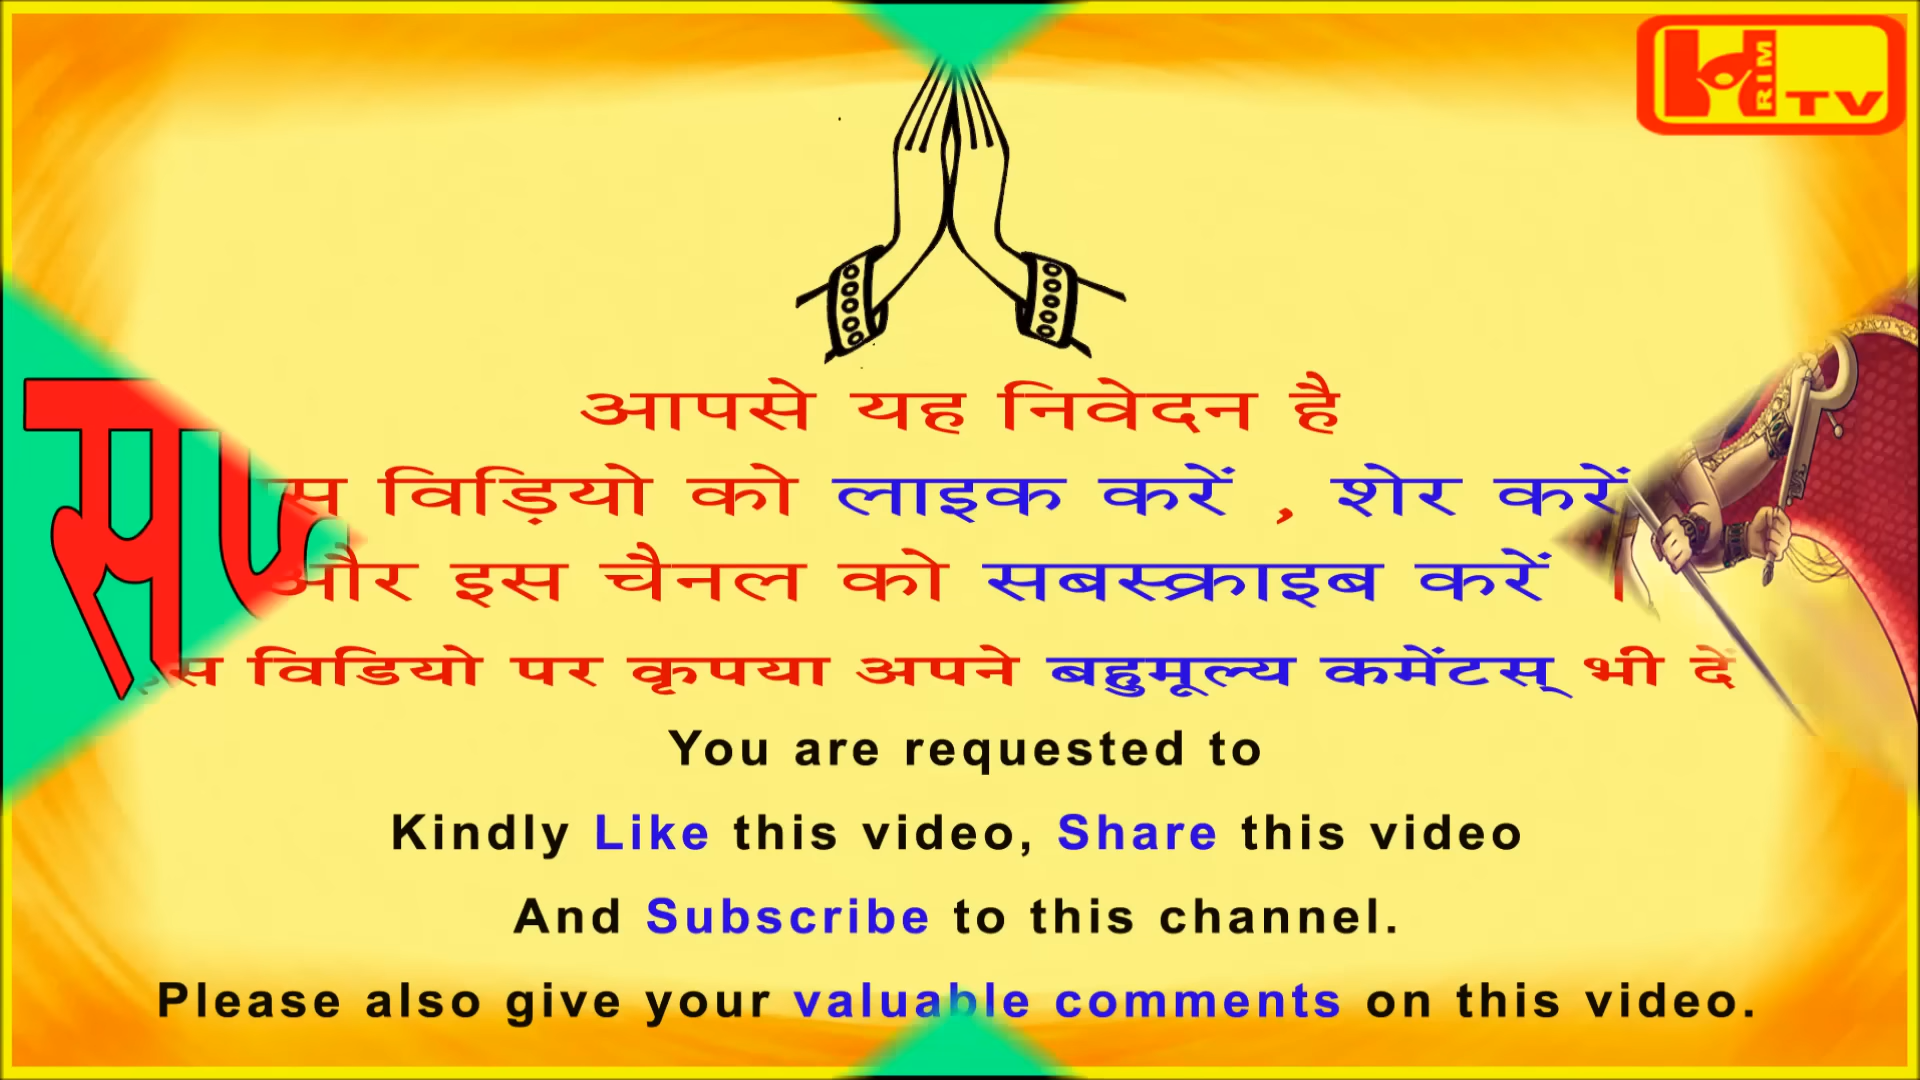 HRIM TV
आपसे यह निवेदन है
स विड़ियो को लाइक करें , शेर करें
और इस चैनल को सबस्क्राइब करें ।
स विडियो पर कृपया अपने बहुमूल्य कमेंटस् भी दें
You are requested to
Kindly Like this video, Share this video
And Subscribe to this channel.
Please also give your valuable comments on this video.